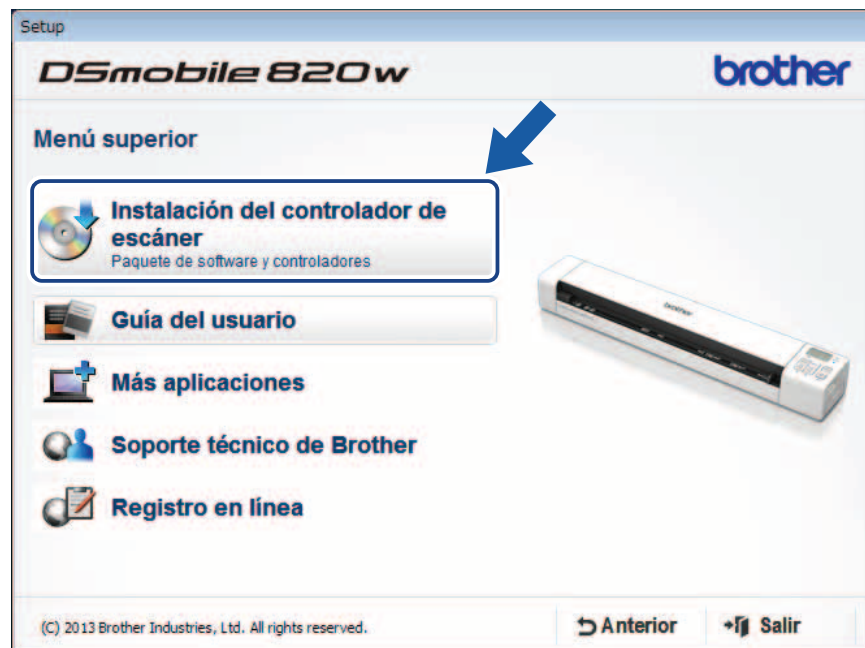 Setup
DSmobile 820w
brother
Menú superior
Instalación del controlador de
escáner
Paquete de software y controladores
Guía del usuario
Más aplicaciones
Soporte técnico de Brother
Registro en línea
brother
(C) 2013 Brother Industries, Ltd. All rights reserved.
Anterior
Salir